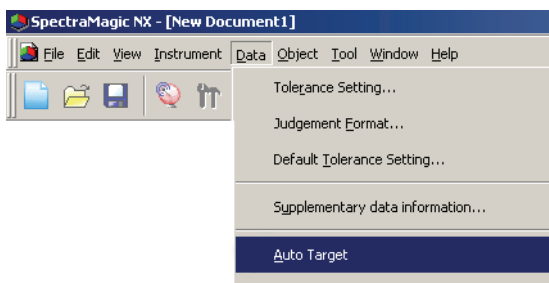 SpectraMagic NX - [New Document1]
File Edit View Instrument Data Object Tool Window Help
Tolerance Setting...
Judgement Format...
Default Tolerance Setting...
Supplementary data information...
Auto Target